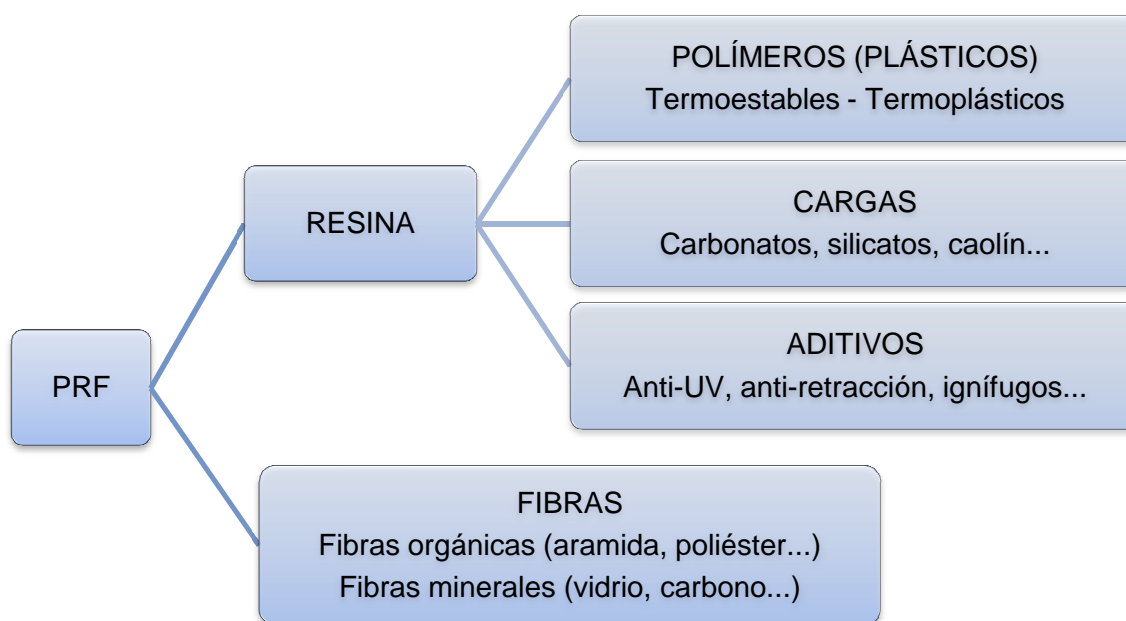 PRF
RESINA
POLÍMEROS (PLÁSTICOS)
Termoestables - Termoplásticos
CARGAS
Carbonatos, silicatos, caolín...
ADITIVOS
Anti-UV, anti-retracción, ignífugos...
FIBRAS
Fibras orgánicas (aramida, poliéster...)
Fibras minerales (vidrio, carbono...)